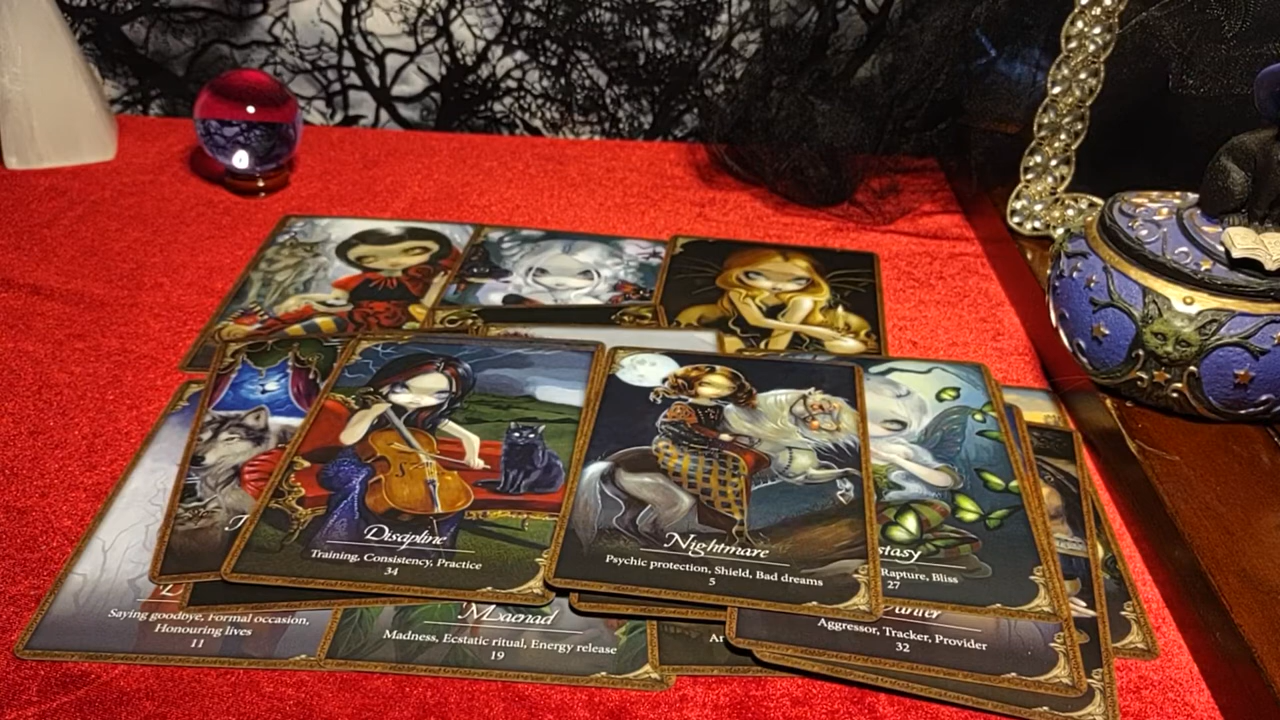 Discipline
Training, Consistency, Practice
34
Nightmare
Psychic protection, Shield, Bad dreams
5
stasy
Rapture, Bliss
27
Saying goodbye, Formal occasion,
Honouring lives
11
Maenad
Madness, Ecstatic ritual, Energy release
19
Aggressor, Tracker, Provider
32